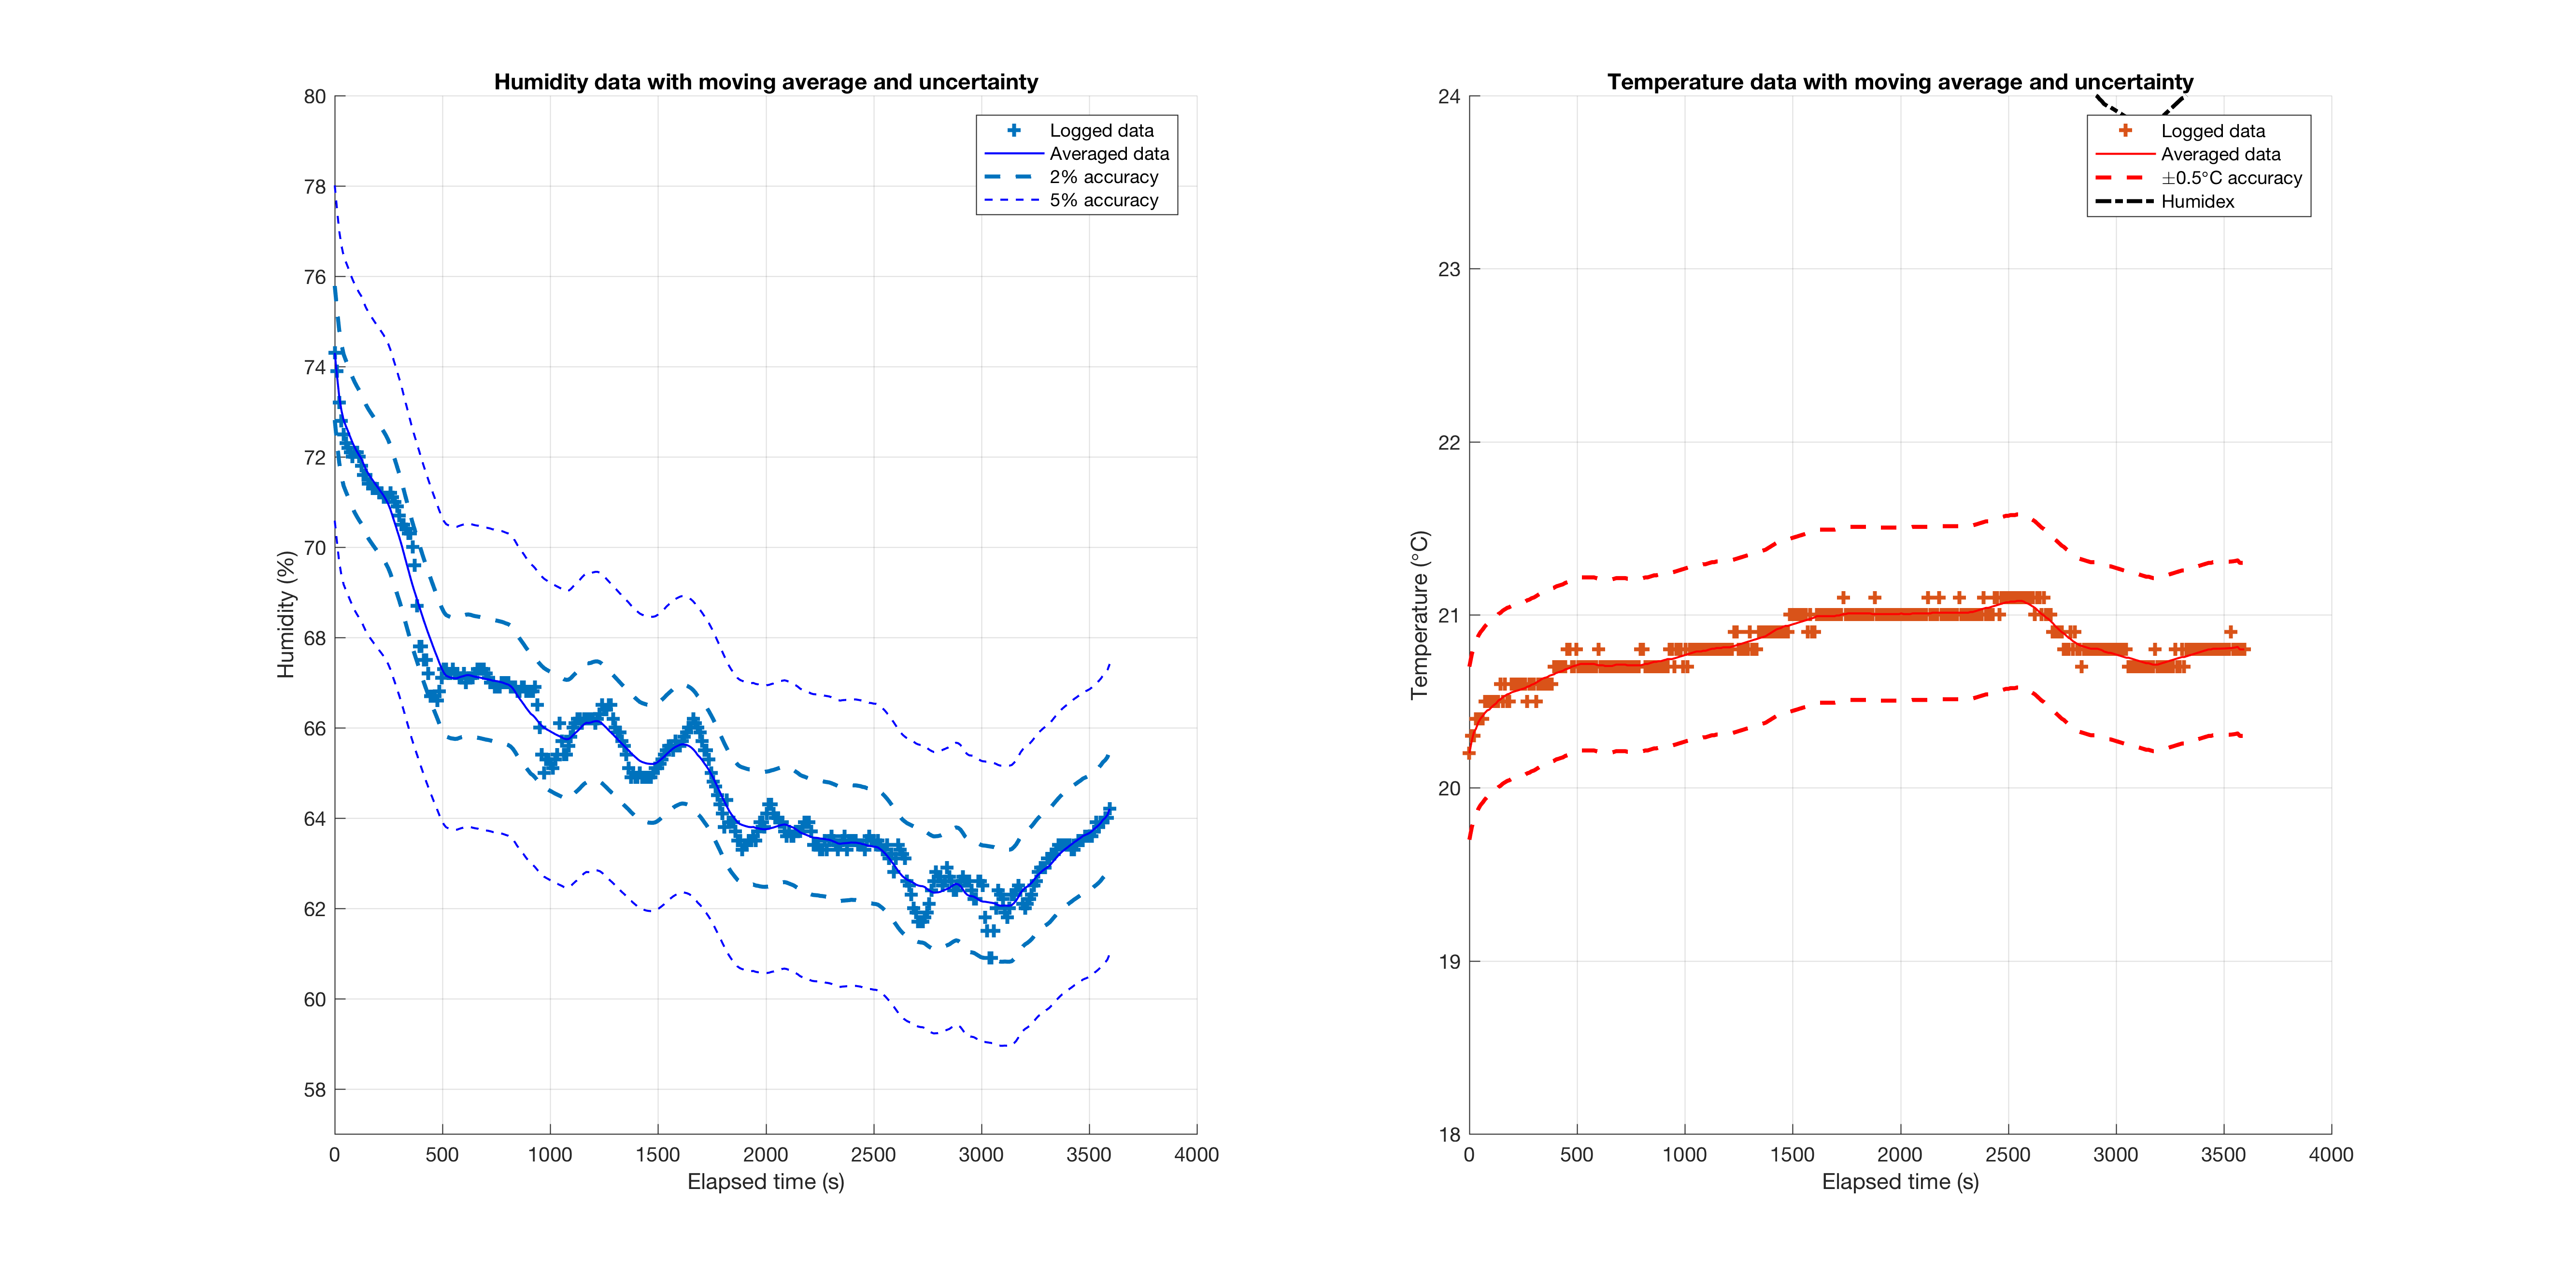 Humidity data with moving average and uncertainty
80
78
76
74
72
70
68
66
64
62
60
58
Humidity (%)
Logged data
Averaged data
2% accuracy
5% accuracy
0 500 1000 1500 2000 2500 3000 3500 4000
Elapsed time (s)
Temperature data with moving average and uncertainty
24
23
22
21
20
19
18
Temperature (°C)
Logged data
Averaged data
±0.5°C accuracy
Humidex
0 500 1000 1500 2000 2500 3000 3500 4000
Elapsed time (s)